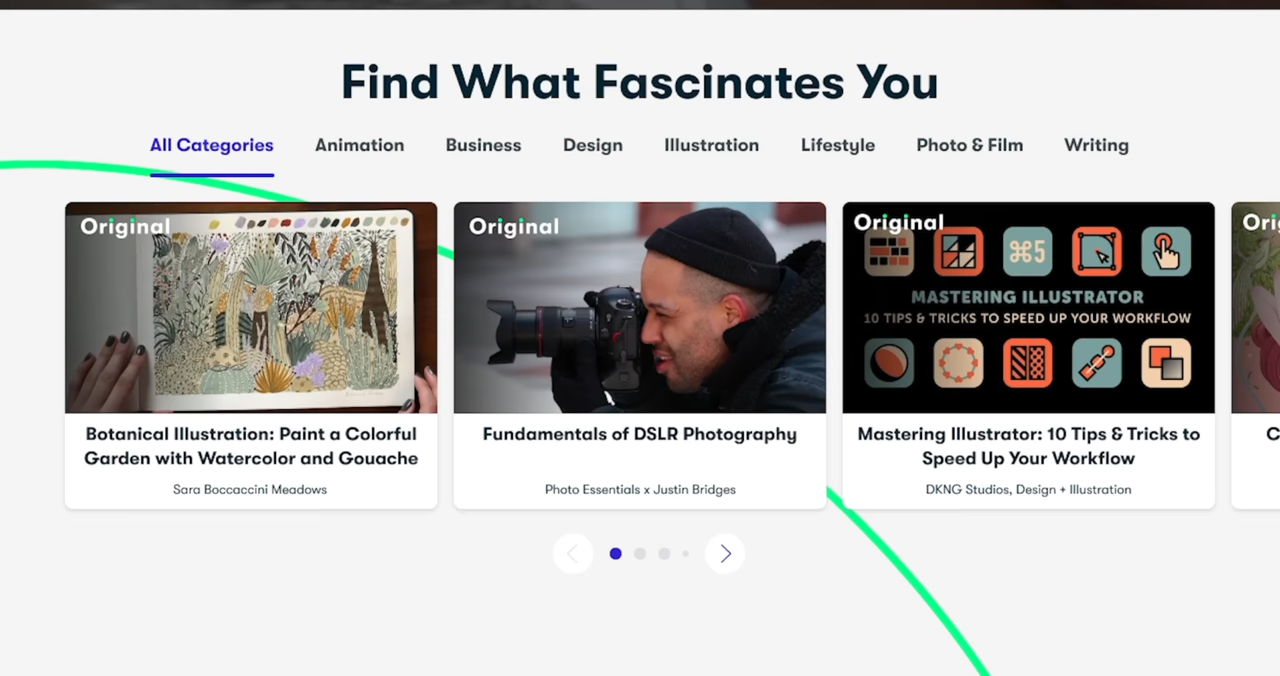 Find What Fascinates You
All Categories Animation Business Design Illustration Lifestyle Photo & Film Writing
Original
Botanical Illustration: Paint a Colorful
Garden with Watercolor and Gouache
Sara Boccaccini Meadows
Original
Fundamentals of DSLR Photography
Photo Essentials x Justin Bridges
Original
⌘5
MASTERING ILLUSTRATOR
10 TIPS & TRICKS TO SPEED UP YOUR WORKFLOW
Mastering Illustrator: 10 Tips & Tricks to
Speed Up Your Workflow
DKNG Studios, Design + Illustration